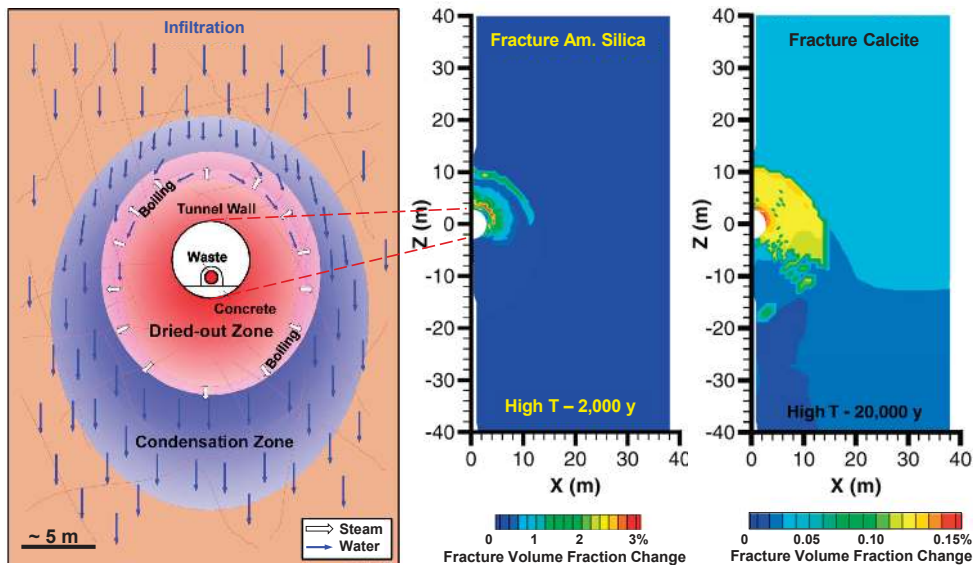 Infiltration
Boiling
Tunnel Wall
Waste
Concrete
Dried-out Zone
Boiling
Condensation Zone
~ 5 m
Steam
Water
Fracture Am. Silica
High T – 2,000 y
Z (m)
40
30
20
10
0
-10
-20
-30
-40
0 10 20 30 40
X (m)
0 1 2 3%
Fracture Volume Fraction Change
Fracture Calcite
High T - 20,000 y
Z (m)
40
30
20
10
0
-10
-20
-30
-40
0 10 20 30 40
X (m)
0 0.05 0.10 0.15%
Fracture Volume Fraction Change